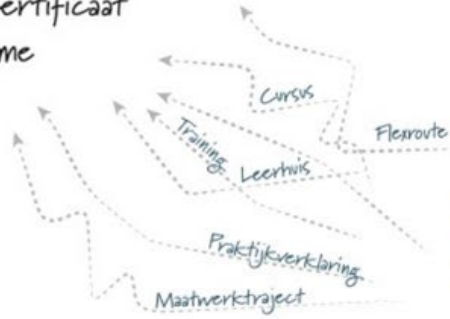 ertificaat
me
Cursus
Flexroute
Training
Leerhuis
Praktijkverklaring
Maatwerktraject